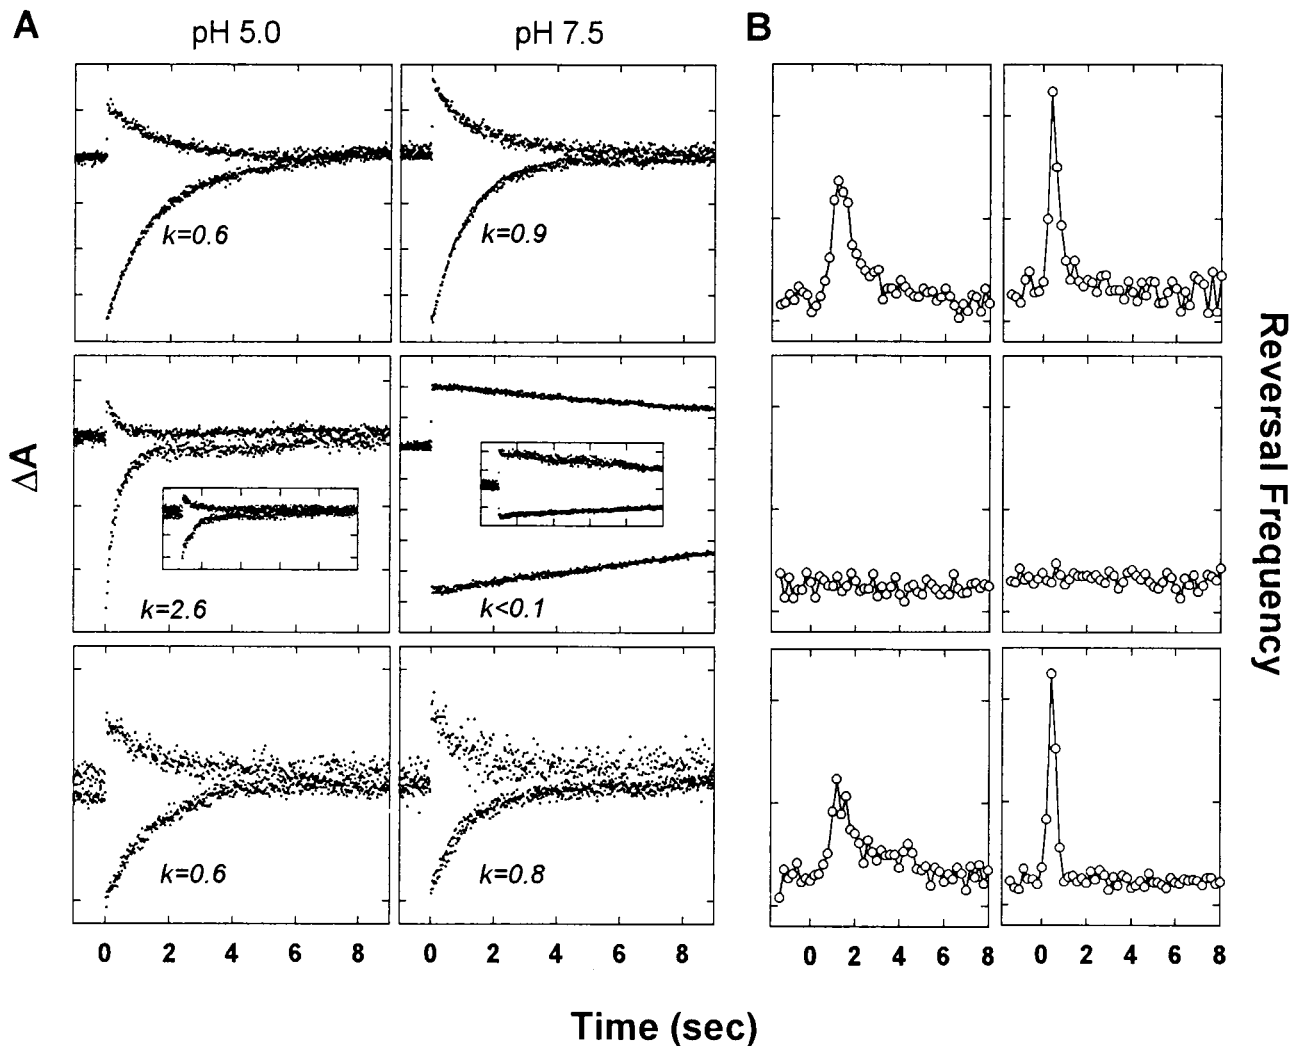 A
pH 5.0
pH 7.5
B
k=0.6
k=0.9
k=2.6
k<0.1
k=0.6
k=0.8
ΔA
Reversal Frequency
0 2 4 6 8
0 2 4 6 8
0 2 4 6 8
0 2 4 6 8
Time (sec)